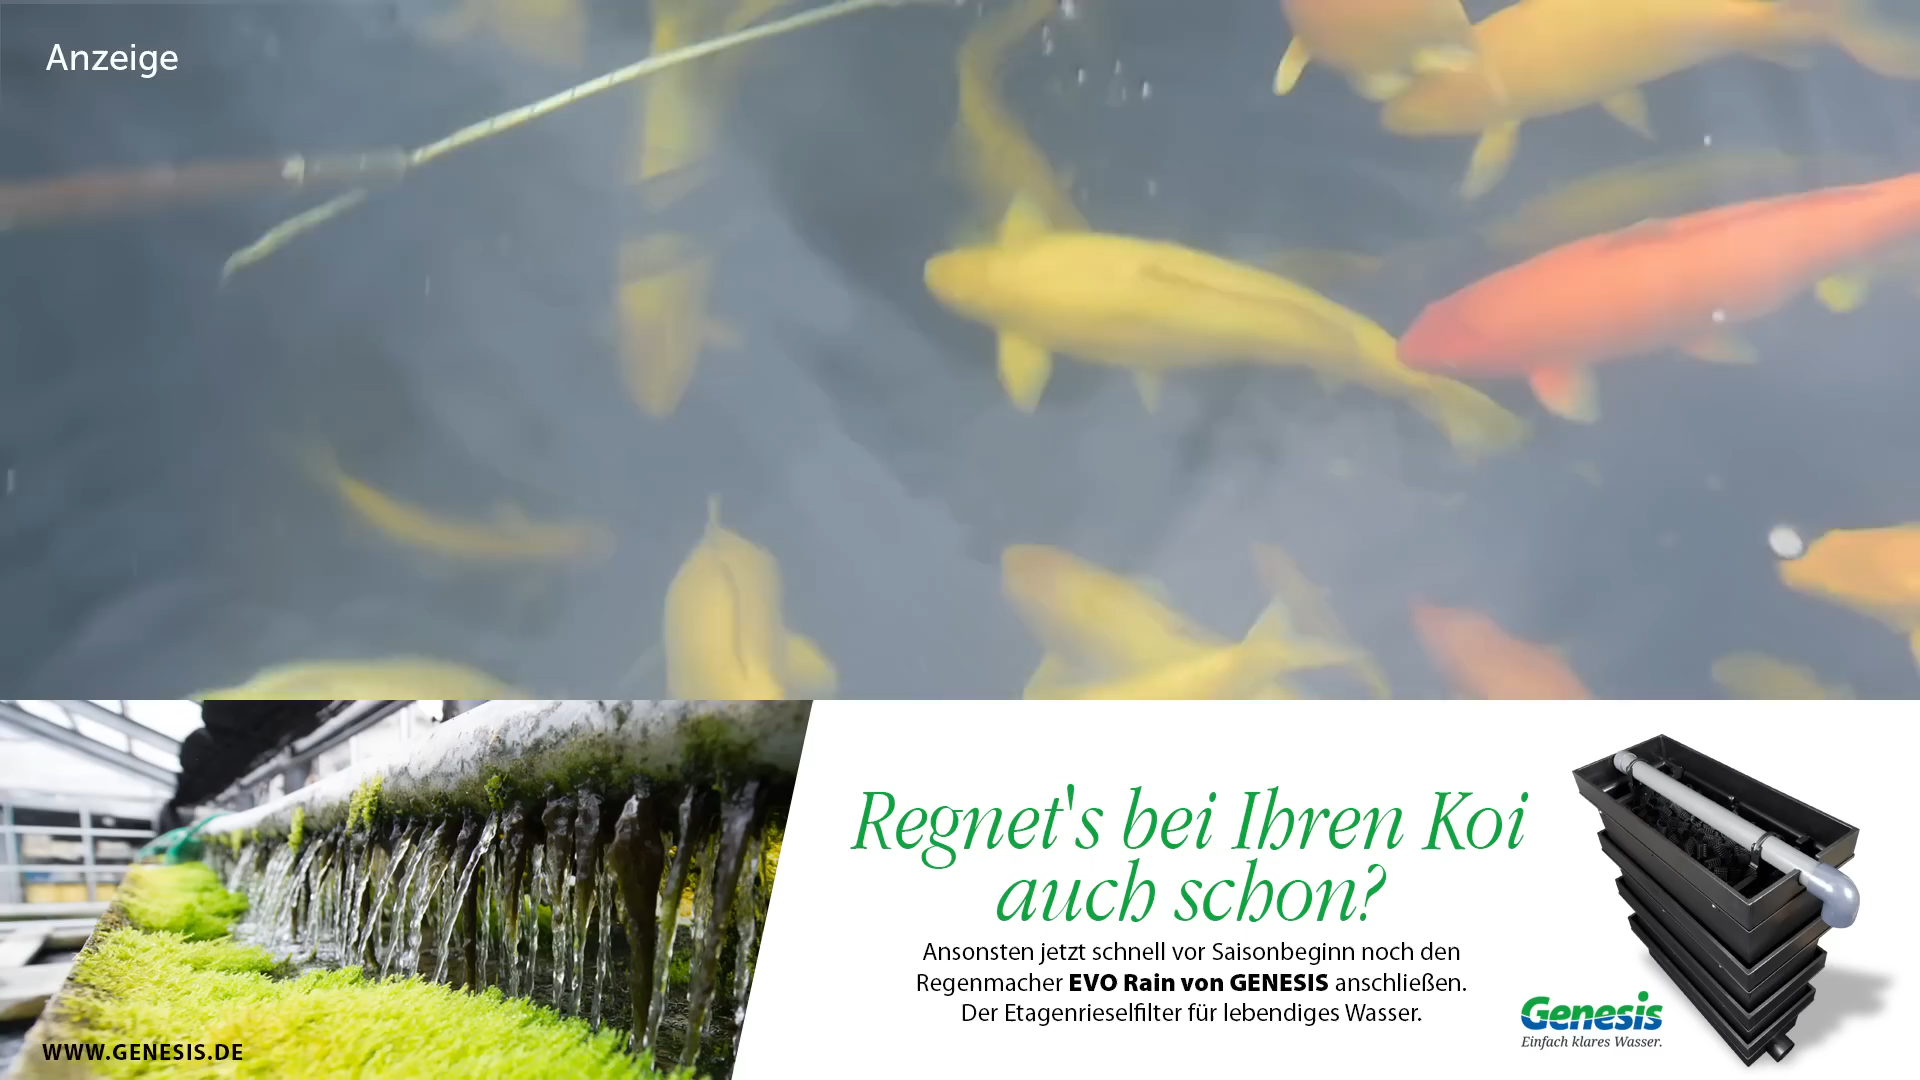 Anzeige
Regnet's bei Ihren Koi
auch schon?
Ansonsten jetzt schnell vor Saisonbeginn noch den
Regenmacher EVO Rain von GENESIS anschließen.
Der Etagenrieselfilter für lebendiges Wasser.
Genesis
Einfach klares Wasser.
WWW.GENESIS.DE